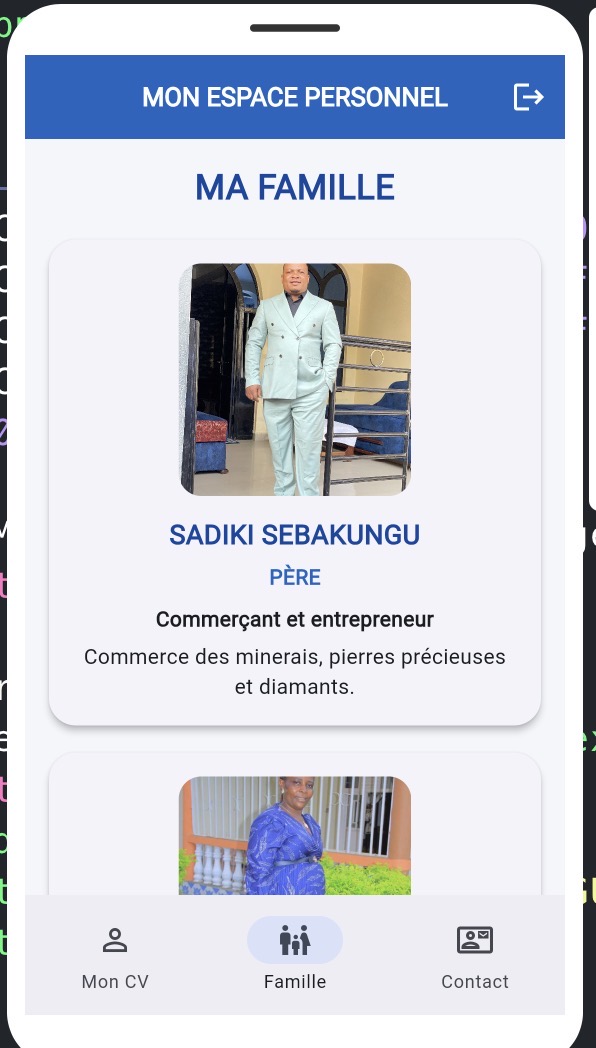 MON ESPACE PERSONNEL
MA FAMILLE
SADIKI SEBAKUNGU
PÈRE
Commerçant et entrepreneur
Commerce des minerais, pierres précieuses
et diamants.
Mon CV
Famille
Contact